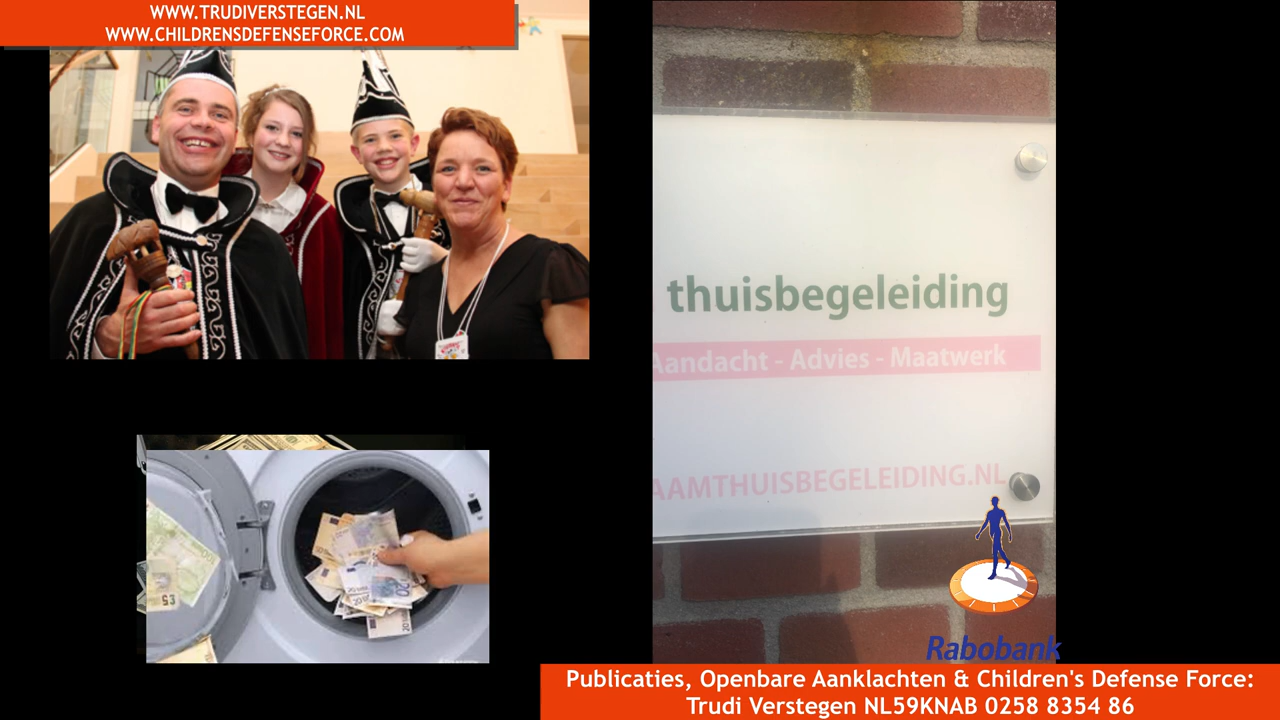 WWW.TRUDIVERSTEGEN.NL
WWW.CHILDRENSDEFENSEFORCE.COM
thuisbegeleiding
Aandacht - Advies - Maatwerk
AAMTHUISBEGELEIDING.NL
Rabobank
Publicaties, Openbare Aanklachten & Children's Defense Force:
Trudi Verstegen NL59KNAB 0258 8354 86